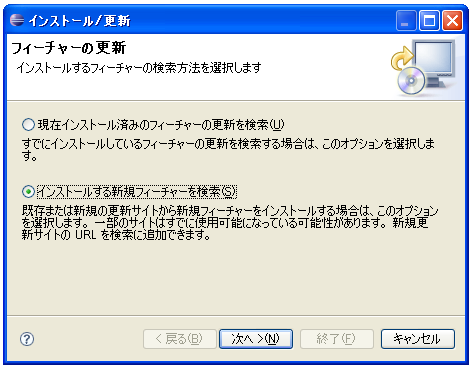 インストール/更新
フィーチャーの更新
インストールするフィーチャーの検索方法を選択します
現在インストール済みのフィーチャーの更新を検索(U)
すでにインストールしているフィーチャーの更新を検索する場合は、このオプションを選択しま
す。
インストールする新規フィーチャーを検索(S)
既存または新規の更新サイトから新規フィーチャーをインストールする場合は、このオプション
を選択します。一部のサイトはすでに使用可能になっている可能性があります。新規更
新サイトの URL を検索に追加できます。
?
< 戻る(B)
次へ >(N)
終了(F)
キャンセル